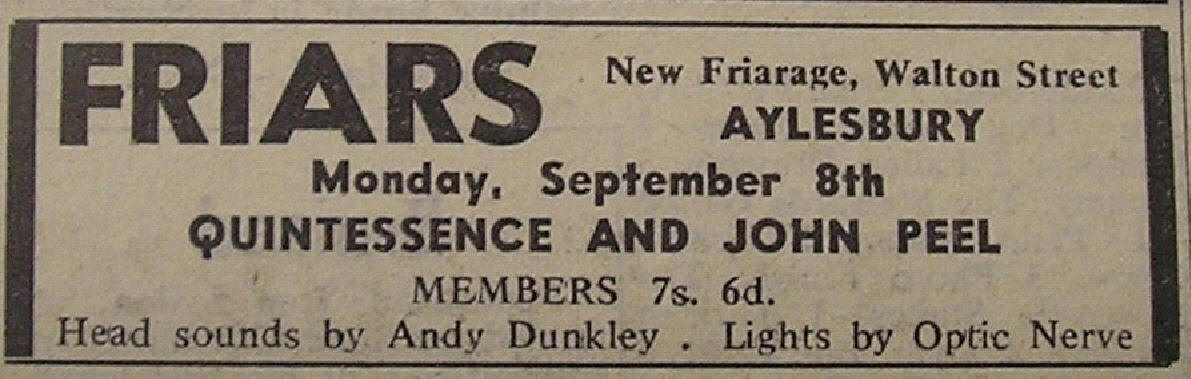 FRIARS
New Friarage, Walton Street
AYLESBURY
Monday, September 8th
QUINTESSENCE AND JOHN PEEL
MEMBERS 7s. 6d.
Head sounds by Andy Dunkley . Lights by Optic Nerve